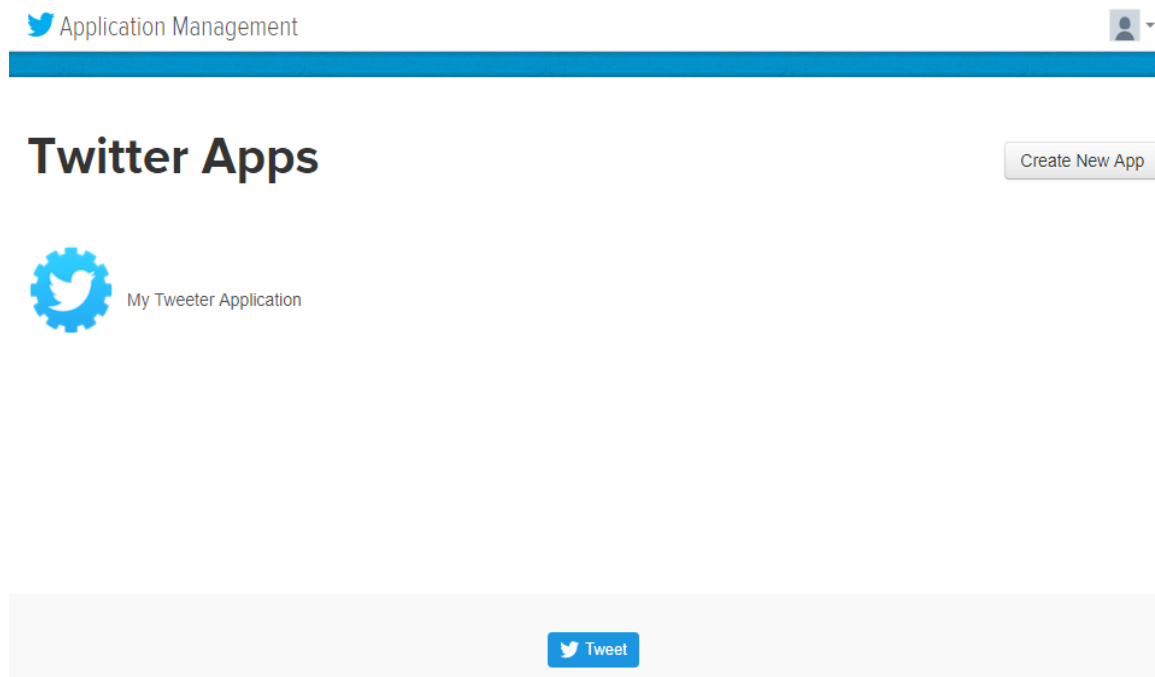 Application Management
Twitter Apps
Create New App
My Tweeter Application
Tweet